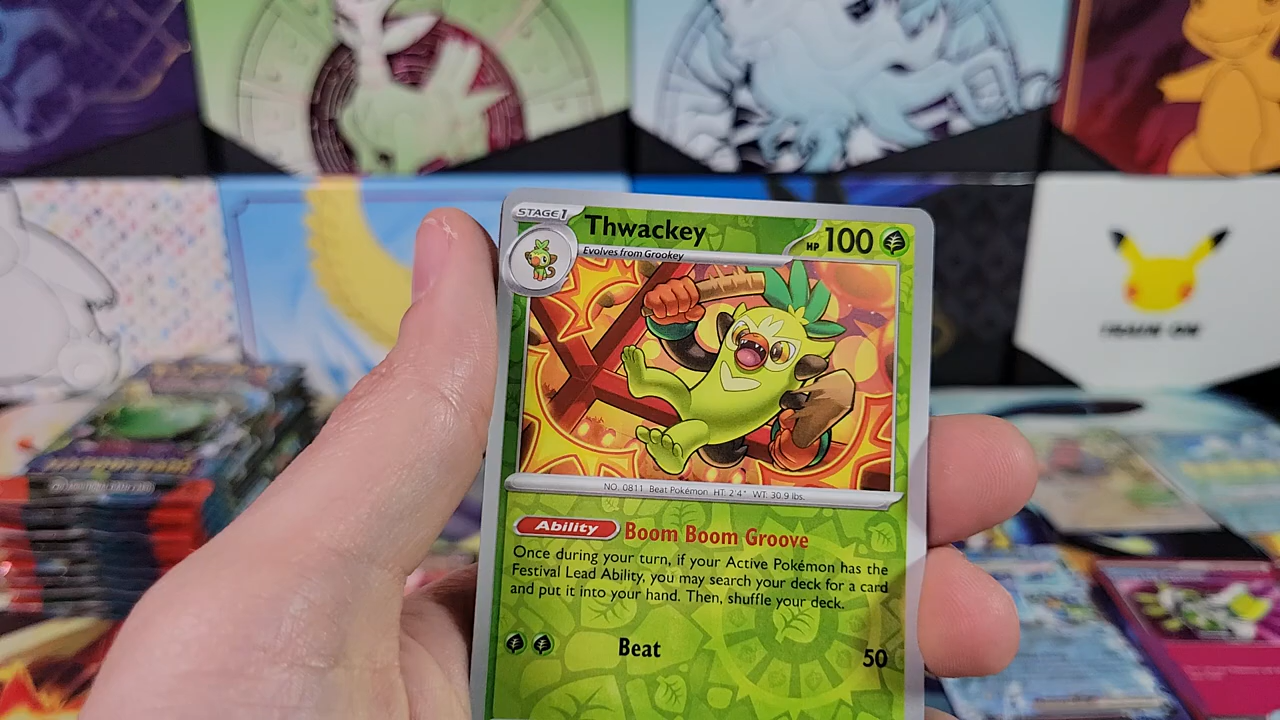 STAGE 1
Thwackey
HP 100
Evolves from Grookey
NO. 0811 Beat Pokémon HT: 2'4" WT: 30.9 lbs.
Ability Boom Boom Groove
Once during your turn, if your Active Pokémon has the
Festival Lead Ability, you may search your deck for a card
and put it into your hand. Then, shuffle your deck.
Beat 50